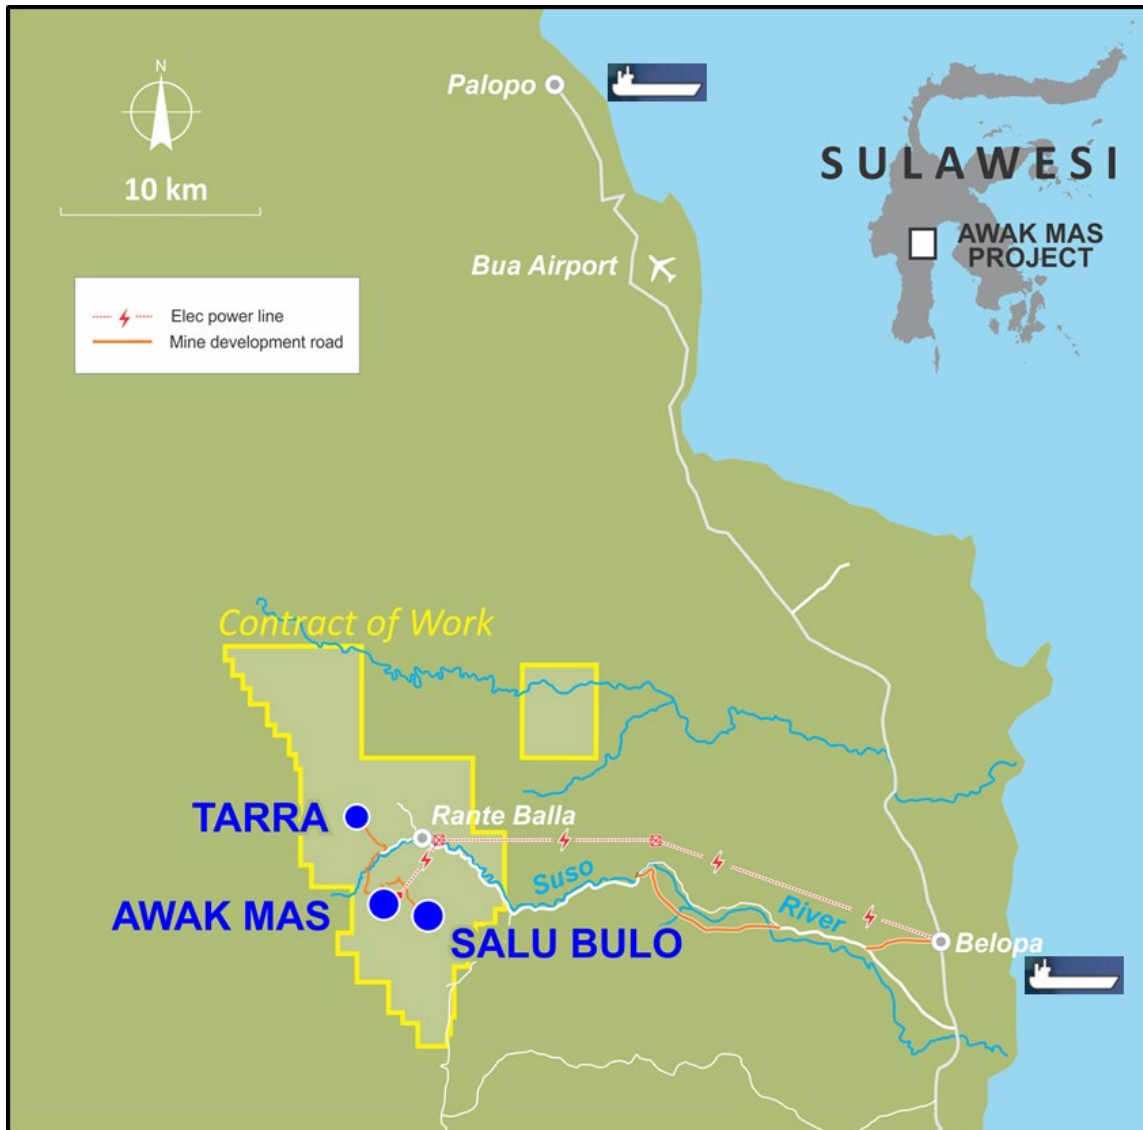 N
10 km
Elec power line
Mine development road
Palopo
Bua Airport
SULAWESI
AWAK MAS
PROJECT
Contract of Work
TARRA
Rante Balla
AWAK MAS
SALU BULO
Suso
River
Belopa